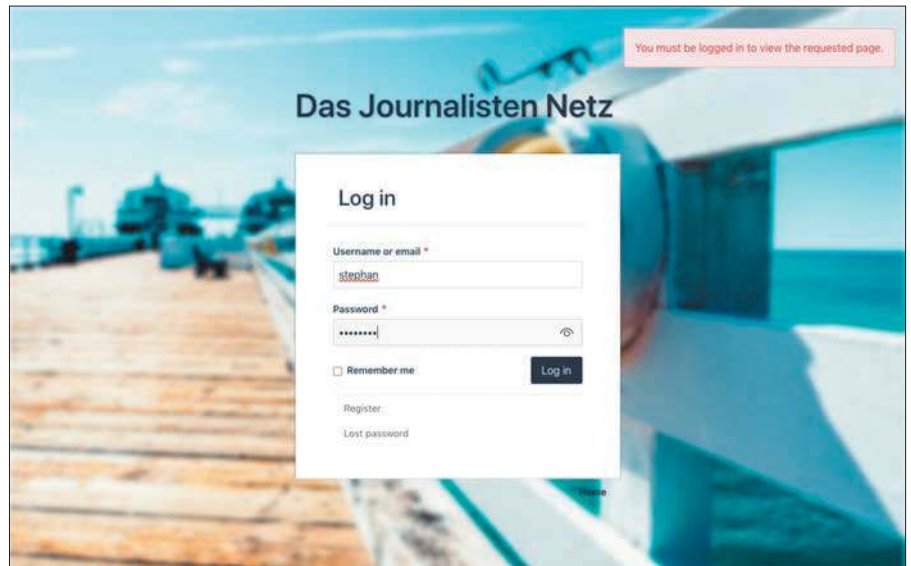 You must be logged in to view the requested page.
Das Journalisten Netz
Log in
Username or email *
stephan
Password *
••••••••
Remember me
Log in
Register
Lost password
Home